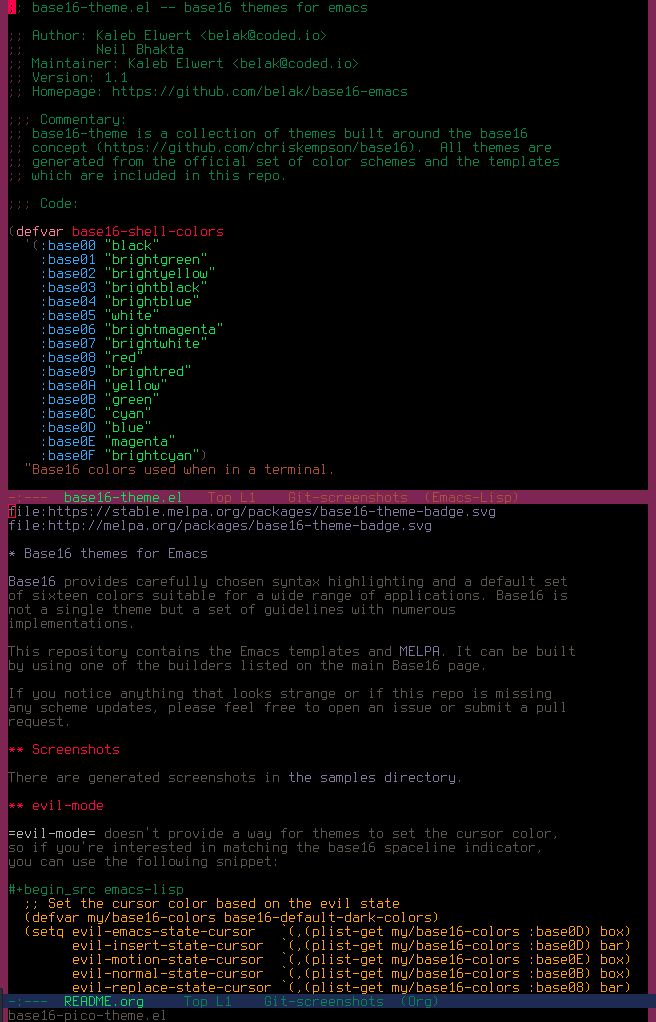 ;; base16-theme.el -- base16 themes for emacs
;; Author: Kaleb Elwert <belak@coded.io>
;;         Neil Bhakta
;; Maintainer: Kaleb Elwert <belak@coded.io>
;; Version: 1.1
;; Homepage: https://github.com/belak/base16-emacs
;;; Commentary:
;; base16-theme is a collection of themes built around the base16
;; concept (https://github.com/chriskempson/base16).  All themes are
;; generated from the official set of color schemes and the templates
;; which are included in this repo.
;;; Code:
(defvar base16-shell-colors
  '(:base00 "black"
    :base01 "brightgreen"
    :base02 "brightyellow"
    :base03 "brightblack"
    :base04 "brightblue"
    :base05 "white"
    :base06 "brightmagenta"
    :base07 "brightwhite"
    :base08 "red"
    :base09 "brightred"
    :base0A "yellow"
    :base0B "green"
    :base0C "cyan"
    :base0D "blue"
    :base0E "magenta"
    :base0F "brightcyan")
  "Base16 colors used when in a terminal.
-:---  base16-theme.el   Top L1    Git-screenshots  (Emacs-Lisp)
file:https://stable.melpa.org/packages/base16-theme-badge.svg
file:http://melpa.org/packages/base16-theme-badge.svg
* Base16 themes for Emacs
Base16 provides carefully chosen syntax highlighting and a default set
of sixteen colors suitable for a wide range of applications. Base16 is
not a single theme but a set of guidelines with numerous
implementations.
This repository contains the Emacs templates and MELPA. It can be built
by using one of the builders listed on the main Base16 page.
If you notice anything that looks strange or if this repo is missing
any scheme updates, please feel free to open an issue or submit a pull
request.
** Screenshots
There are generated screenshots in the samples directory.
** evil-mode
=evil-mode= doesn't provide a way for themes to set the cursor color,
so if you're interested in matching the base16 spaceline indicator,
you can use the following snippet:
#+begin_src emacs-lisp
  ;; Set the cursor color based on the evil state
  (defvar my/base16-colors base16-default-dark-colors)
  (setq evil-emacs-state-cursor   `(,(plist-get my/base16-colors :base0D) box)
        evil-insert-state-cursor  `(,(plist-get my/base16-colors :base0D) bar)
        evil-motion-state-cursor  `(,(plist-get my/base16-colors :base0E) box)
        evil-normal-state-cursor  `(,(plist-get my/base16-colors :base0B) box)
        evil-replace-state-cursor `(,(plist-get my/base16-colors :base08) bar)
-:---  README.org     Top L1    Git-screenshots  (Org)
base16-pico-theme.el